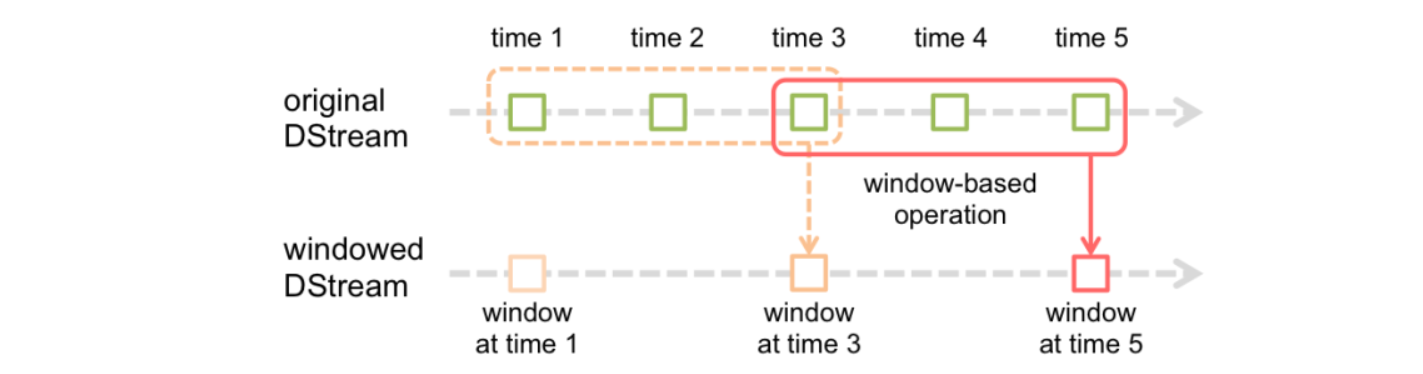 time 1 time 2 time 3 time 4 time 5
original
DStream
window-based
operation
windowed
DStream
window
at time 1
window
at time 3
window
at time 5